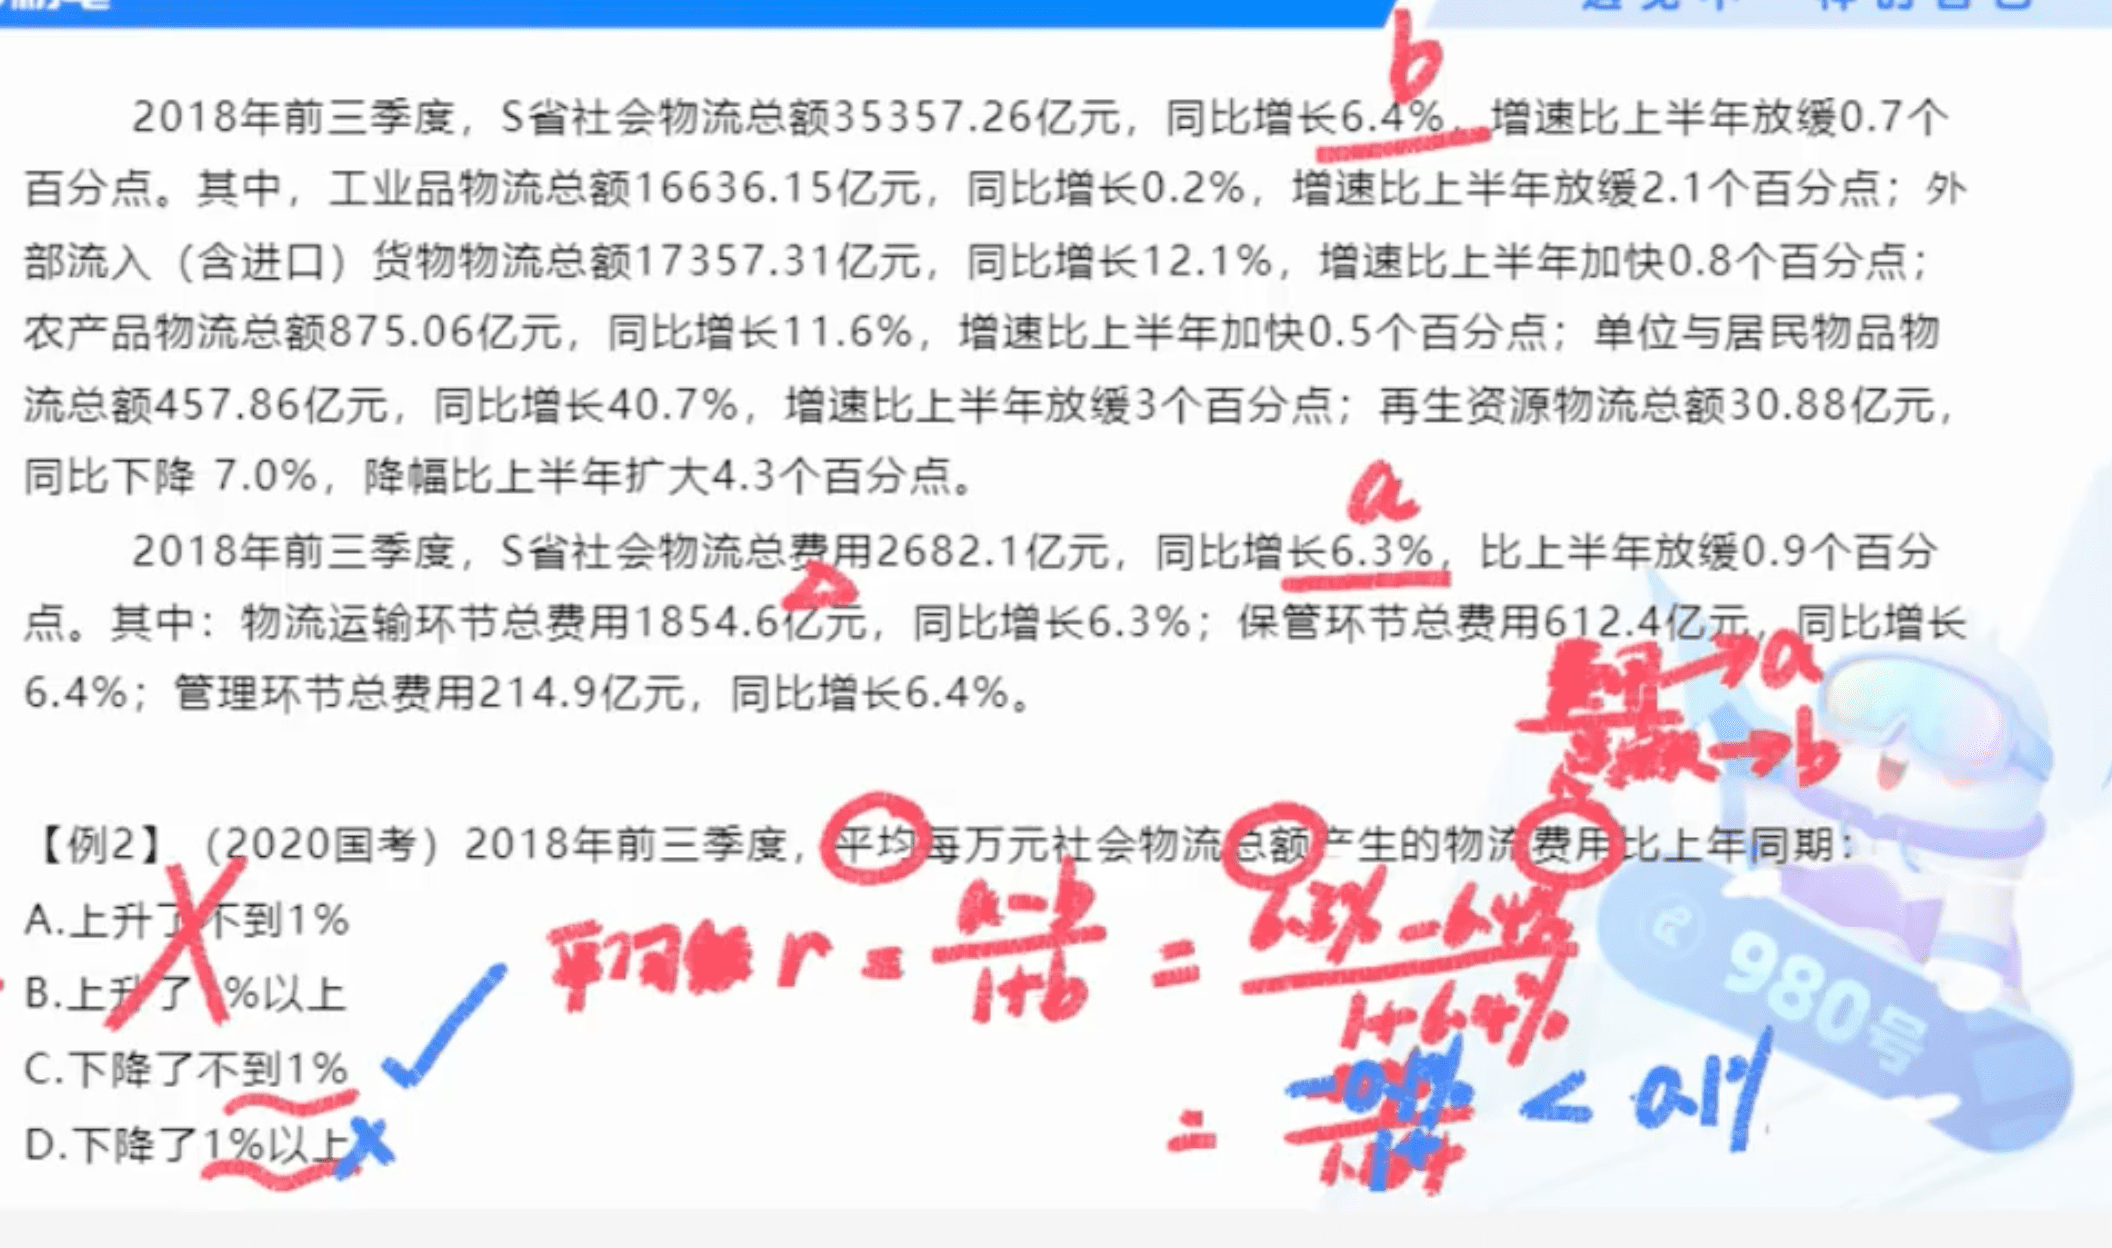 2018年前三季度，S省社会物流总额35357.26亿元，同比增长6.4%，增速比上半年放缓0.7个
百分点。其中，工业品物流总额16636.15亿元，同比增长0.2%，增速比上半年放缓2.1个百分点；外
部流入（含进口）货物物流总额17357.31亿元，同比增长12.1%，增速比上半年加快0.8个百分点；
农产品物流总额875.06亿元，同比增长11.6%，增速比上半年加快0.5个百分点；单位与居民物品物
流总额457.86亿元，同比增长40.7%，增速比上半年放缓3个百分点；再生资源物流总额30.88亿元，
同比下降 7.0%，降幅比上半年扩大4.3个百分点。
2018年前三季度，S省社会物流总费用2682.1亿元，同比增长6.3%，比上半年放缓0.9个百分
点。其中：物流运输环节总费用1854.6亿元，同比增长6.3%；保管环节总费用612.4亿元，同比增长
6.4%；管理环节总费用214.9亿元，同比增长6.4%。
【例2】（2020国考）2018年前三季度，平均每万元社会物流总额产生的物流费用比上年同期：
A.上升了不到1%
B.上升了1%以上
C.下降了不到1%
D.下降了1%以上
b
a
→a
→b
r = a-b
1+b
= 6.3%-6.4%
1+6.4%
=
-0.1%
<
980号